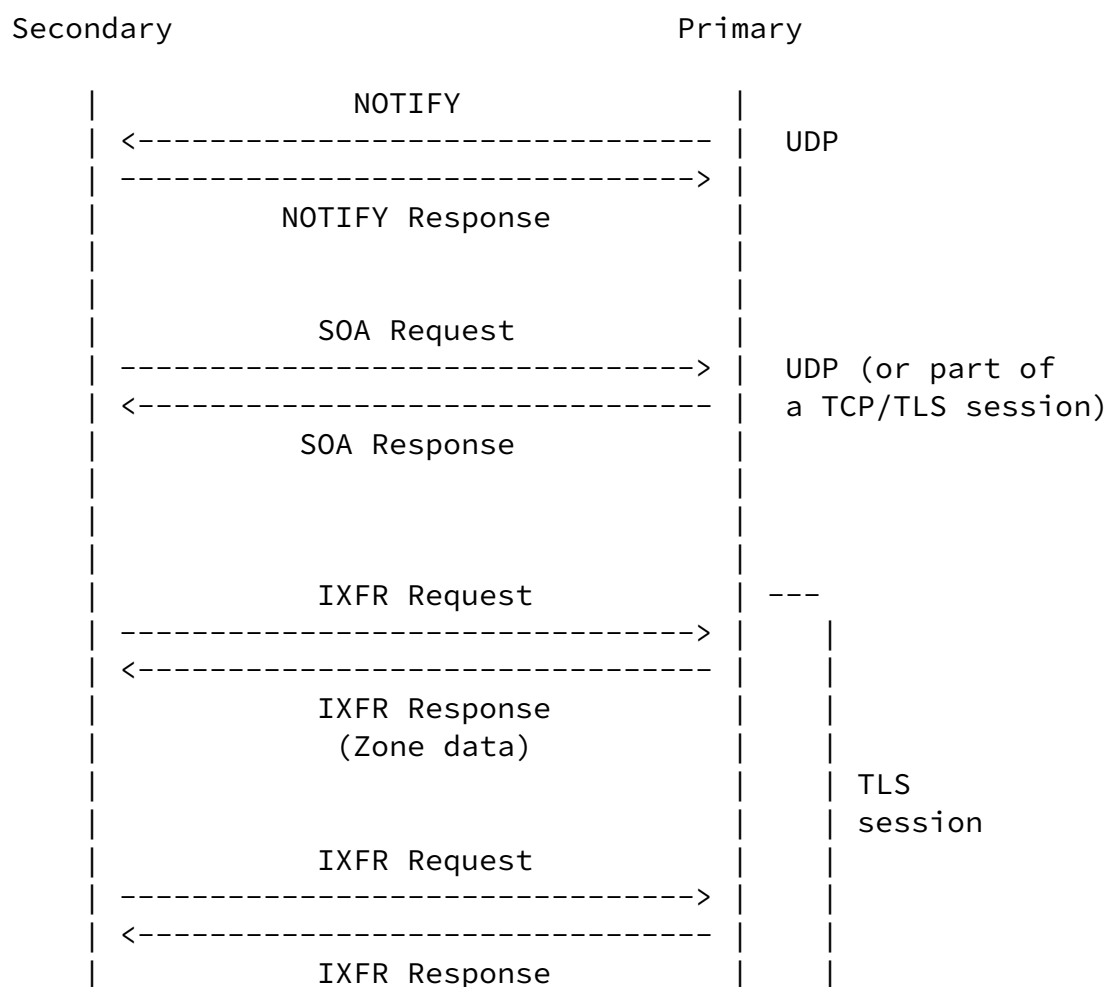 Secondary Primary
NOTIFY
<-------------------------------- UDP
-------------------------------->
NOTIFY Response
SOA Request
--------------------------------> UDP (or part of
<-------------------------------- a TCP/TLS session)
SOA Response
IXFR Request ---
-------------------------------->
<--------------------------------
IXFR Response
(Zone data)
TLS
session
IXFR Request
-------------------------------->
<--------------------------------
IXFR Response